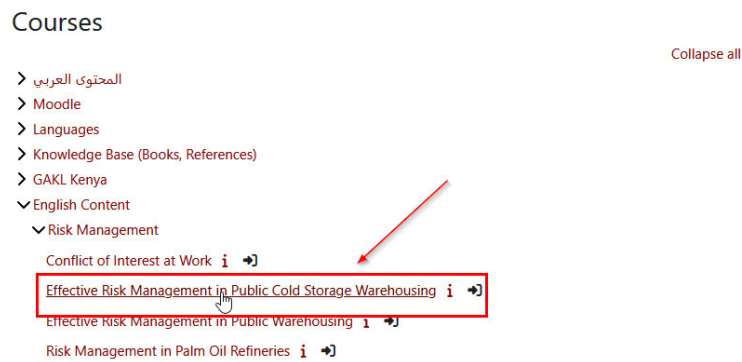 Courses
Collapse all
المحتوى العربي
Moodle
Languages
Knowledge Base (Books, References)
GAKL Kenya
English Content
Risk Management
Conflict of Interest at Work
Effective Risk Management in Public Cold Storage Warehousing
Effective Risk Management in Public Warehousing
Risk Management in Palm Oil Refineries